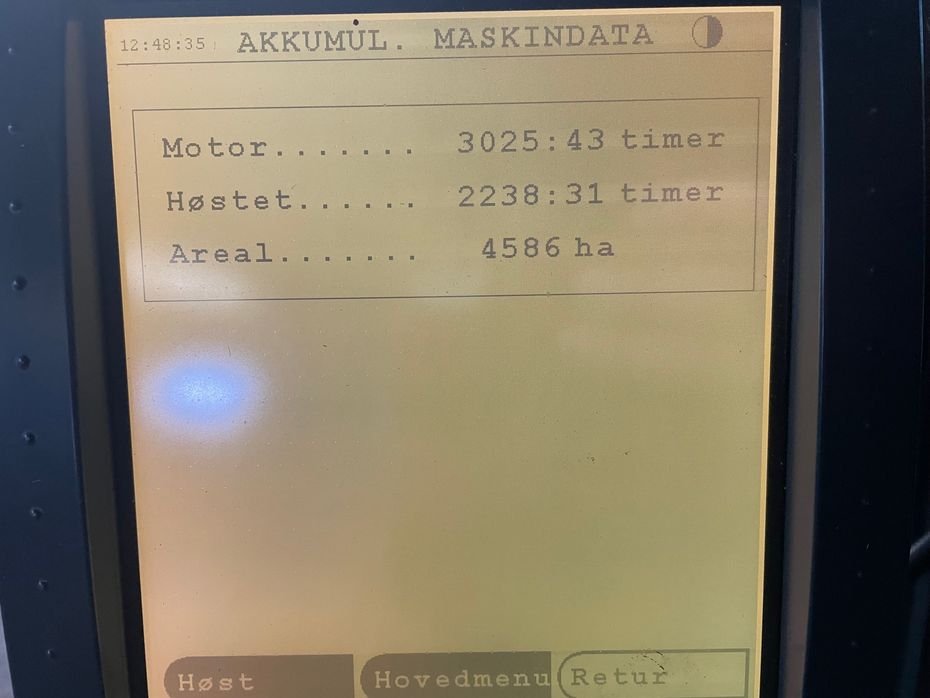 12:48:35 AKKUMUL. MASKINDATA
Motor....... 3025:43 timer
Høstet...... 2238:31 timer
Areal....... 4586 ha
Høst Hovedmenu Retur